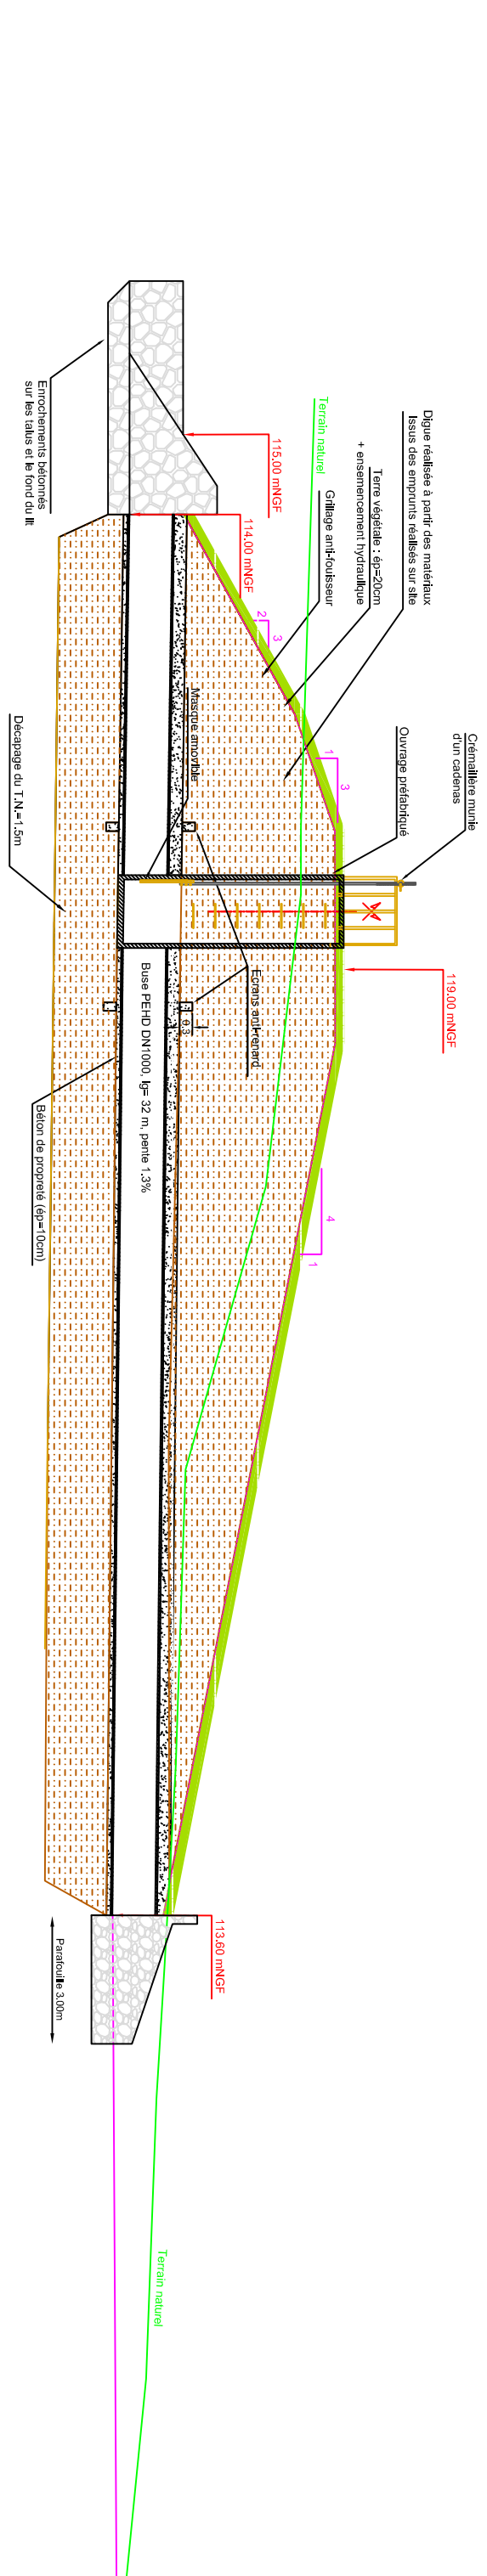 Crémaillère munie
d'un cadenas
119.00 mNGF
Ouvrage préfabriqué
Digue réalisée à partir des matériaux
issus des emprunts réalisés sur site
Terre végétale : ép=20cm
+ ensemencement hydraulique
Grillage anti-fouisseur
Terrain naturel
115.00 mNGF
114.00 mNGF
2
3
1
3
4
1
Masque amovible
Ecrans anti-renard
0.3
Buse PEHD DN1000, lg= 32 m, pente 1.3%
113.60 mNGF
Terrain naturel
Enrochements bétonnés
sur les talus et le fond du lit
Décapage du T.N.=1.5m
Béton de propreté (ép=10cm)
Parafouille 3.00m